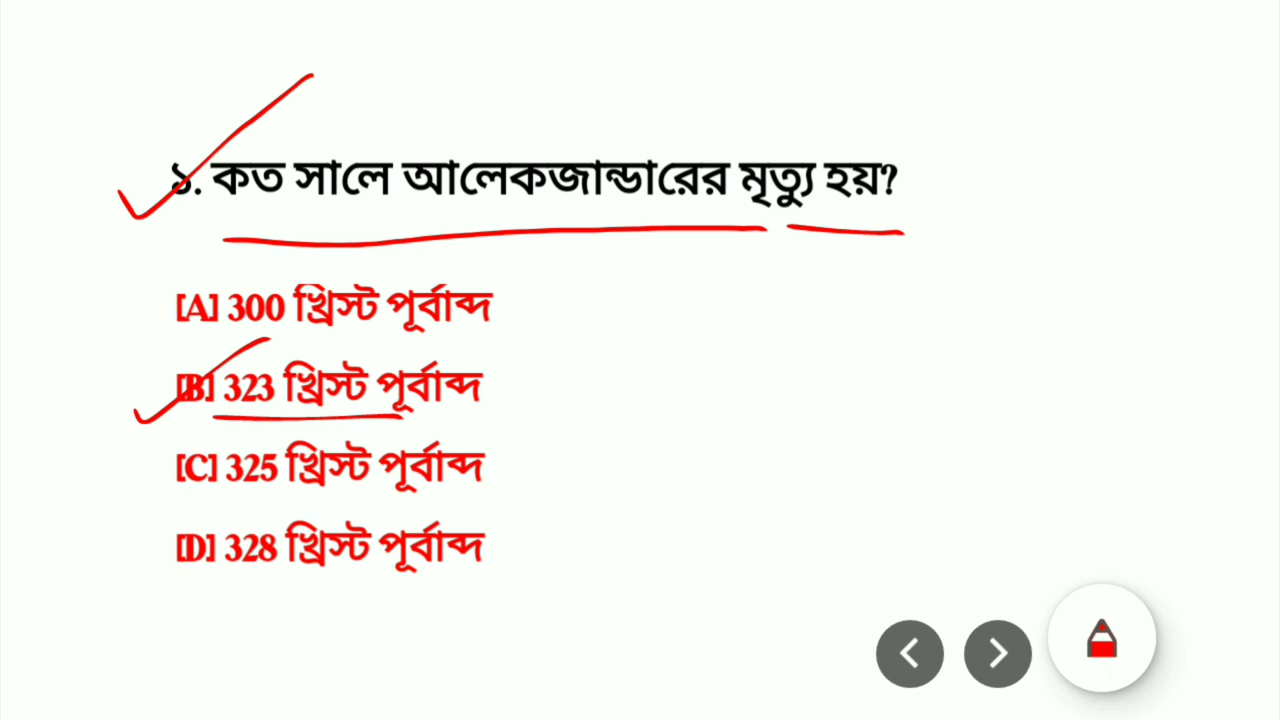 ১. কত সালে আলেকজান্ডারের মৃত্যু হয়?
[A] 300 খ্রিস্ট পূর্বাব্দ
[B] 323 খ্রিস্ট পূর্বাব্দ
[C] 325 খ্রিস্ট পূর্বাব্দ
[D] 328 খ্রিস্ট পূর্বাব্দ